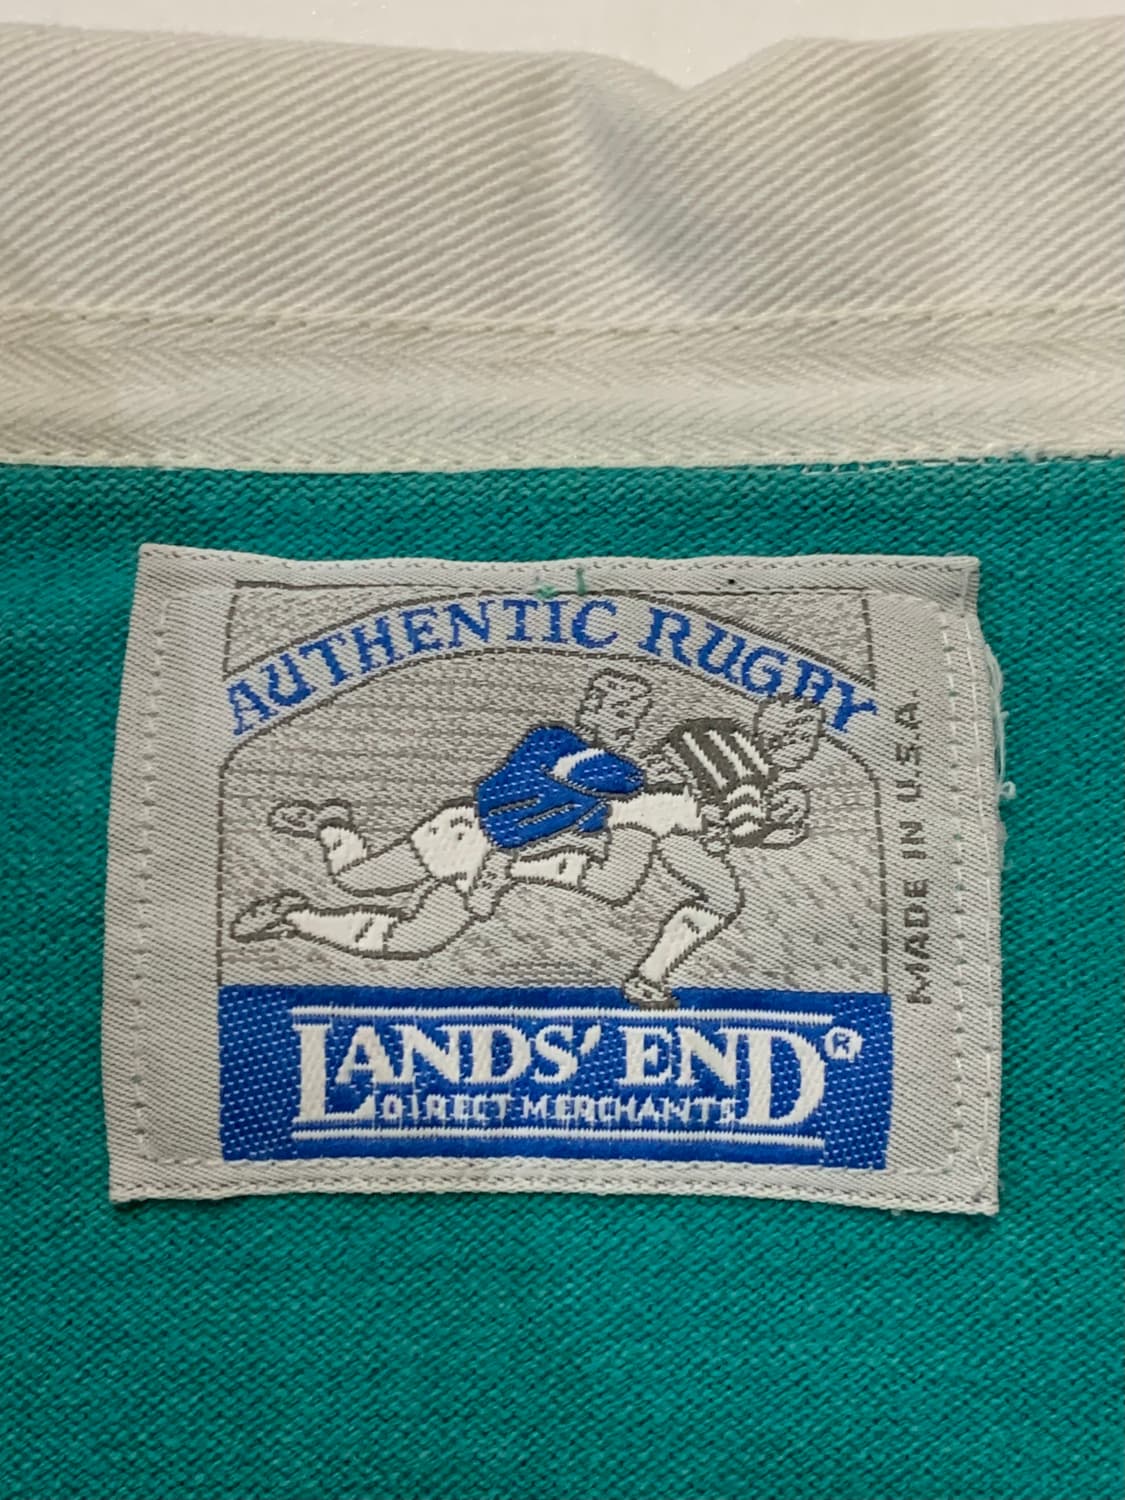 AUTHENTIC RUGBY
MADE IN U.S.A.
LANDS' END®
DIRECT MERCHANTS